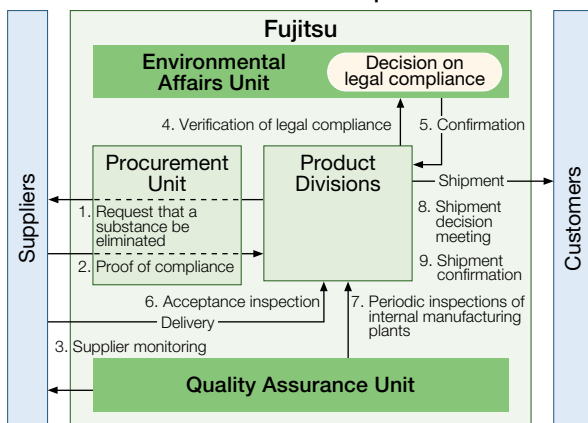 Fujitsu
Environmental
Affairs Unit
Decision on
legal compliance
4. Verification of legal compliance
5. Confirmation
Suppliers
Procurement
Unit
Product
Divisions
Shipment
Customers
1. Request that a
substance be
eliminated
2. Proof of compliance
8. Shipment
decision
meeting
9. Shipment
confirmation
6. Acceptance inspection
Delivery
7. Periodic inspections of
internal manufacturing
plants
3. Supplier monitoring
Quality Assurance Unit